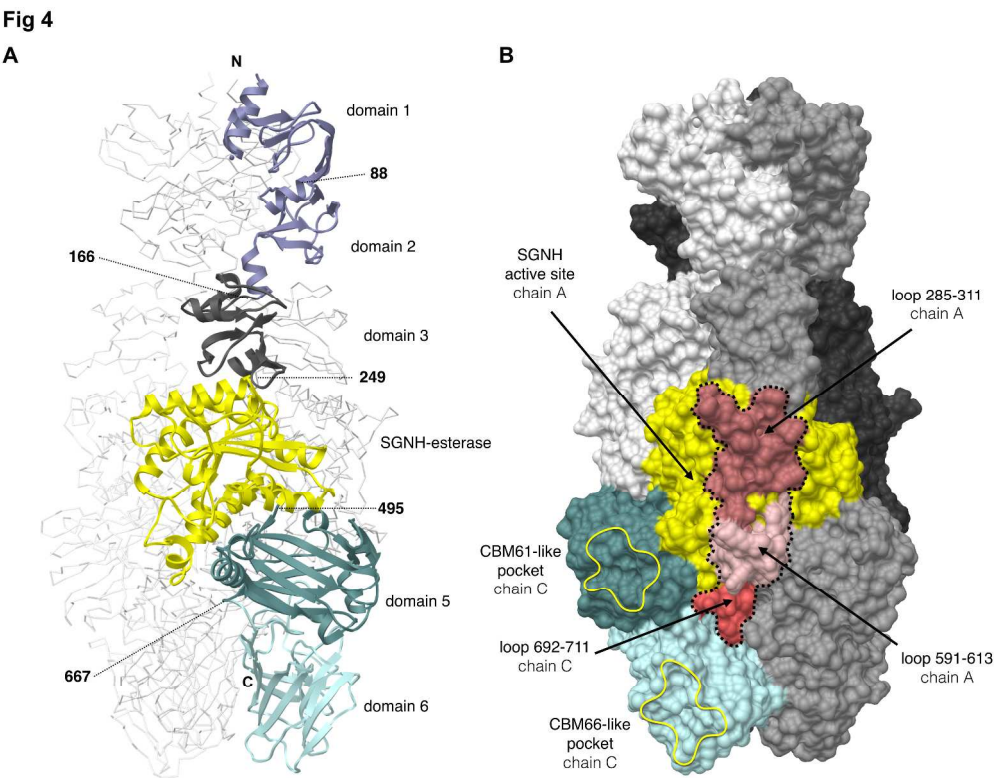 Fig 4
A
B
N
domain 1
88
domain 2
166
domain 3
249
SGNH-esterase
495
domain 5
667
C
domain 6
SGNH
active site
chain A
loop 285-311
chain A
CBM61-like
pocket
chain C
loop 692-711
chain C
loop 591-613
chain A
CBM66-like
pocket
chain C